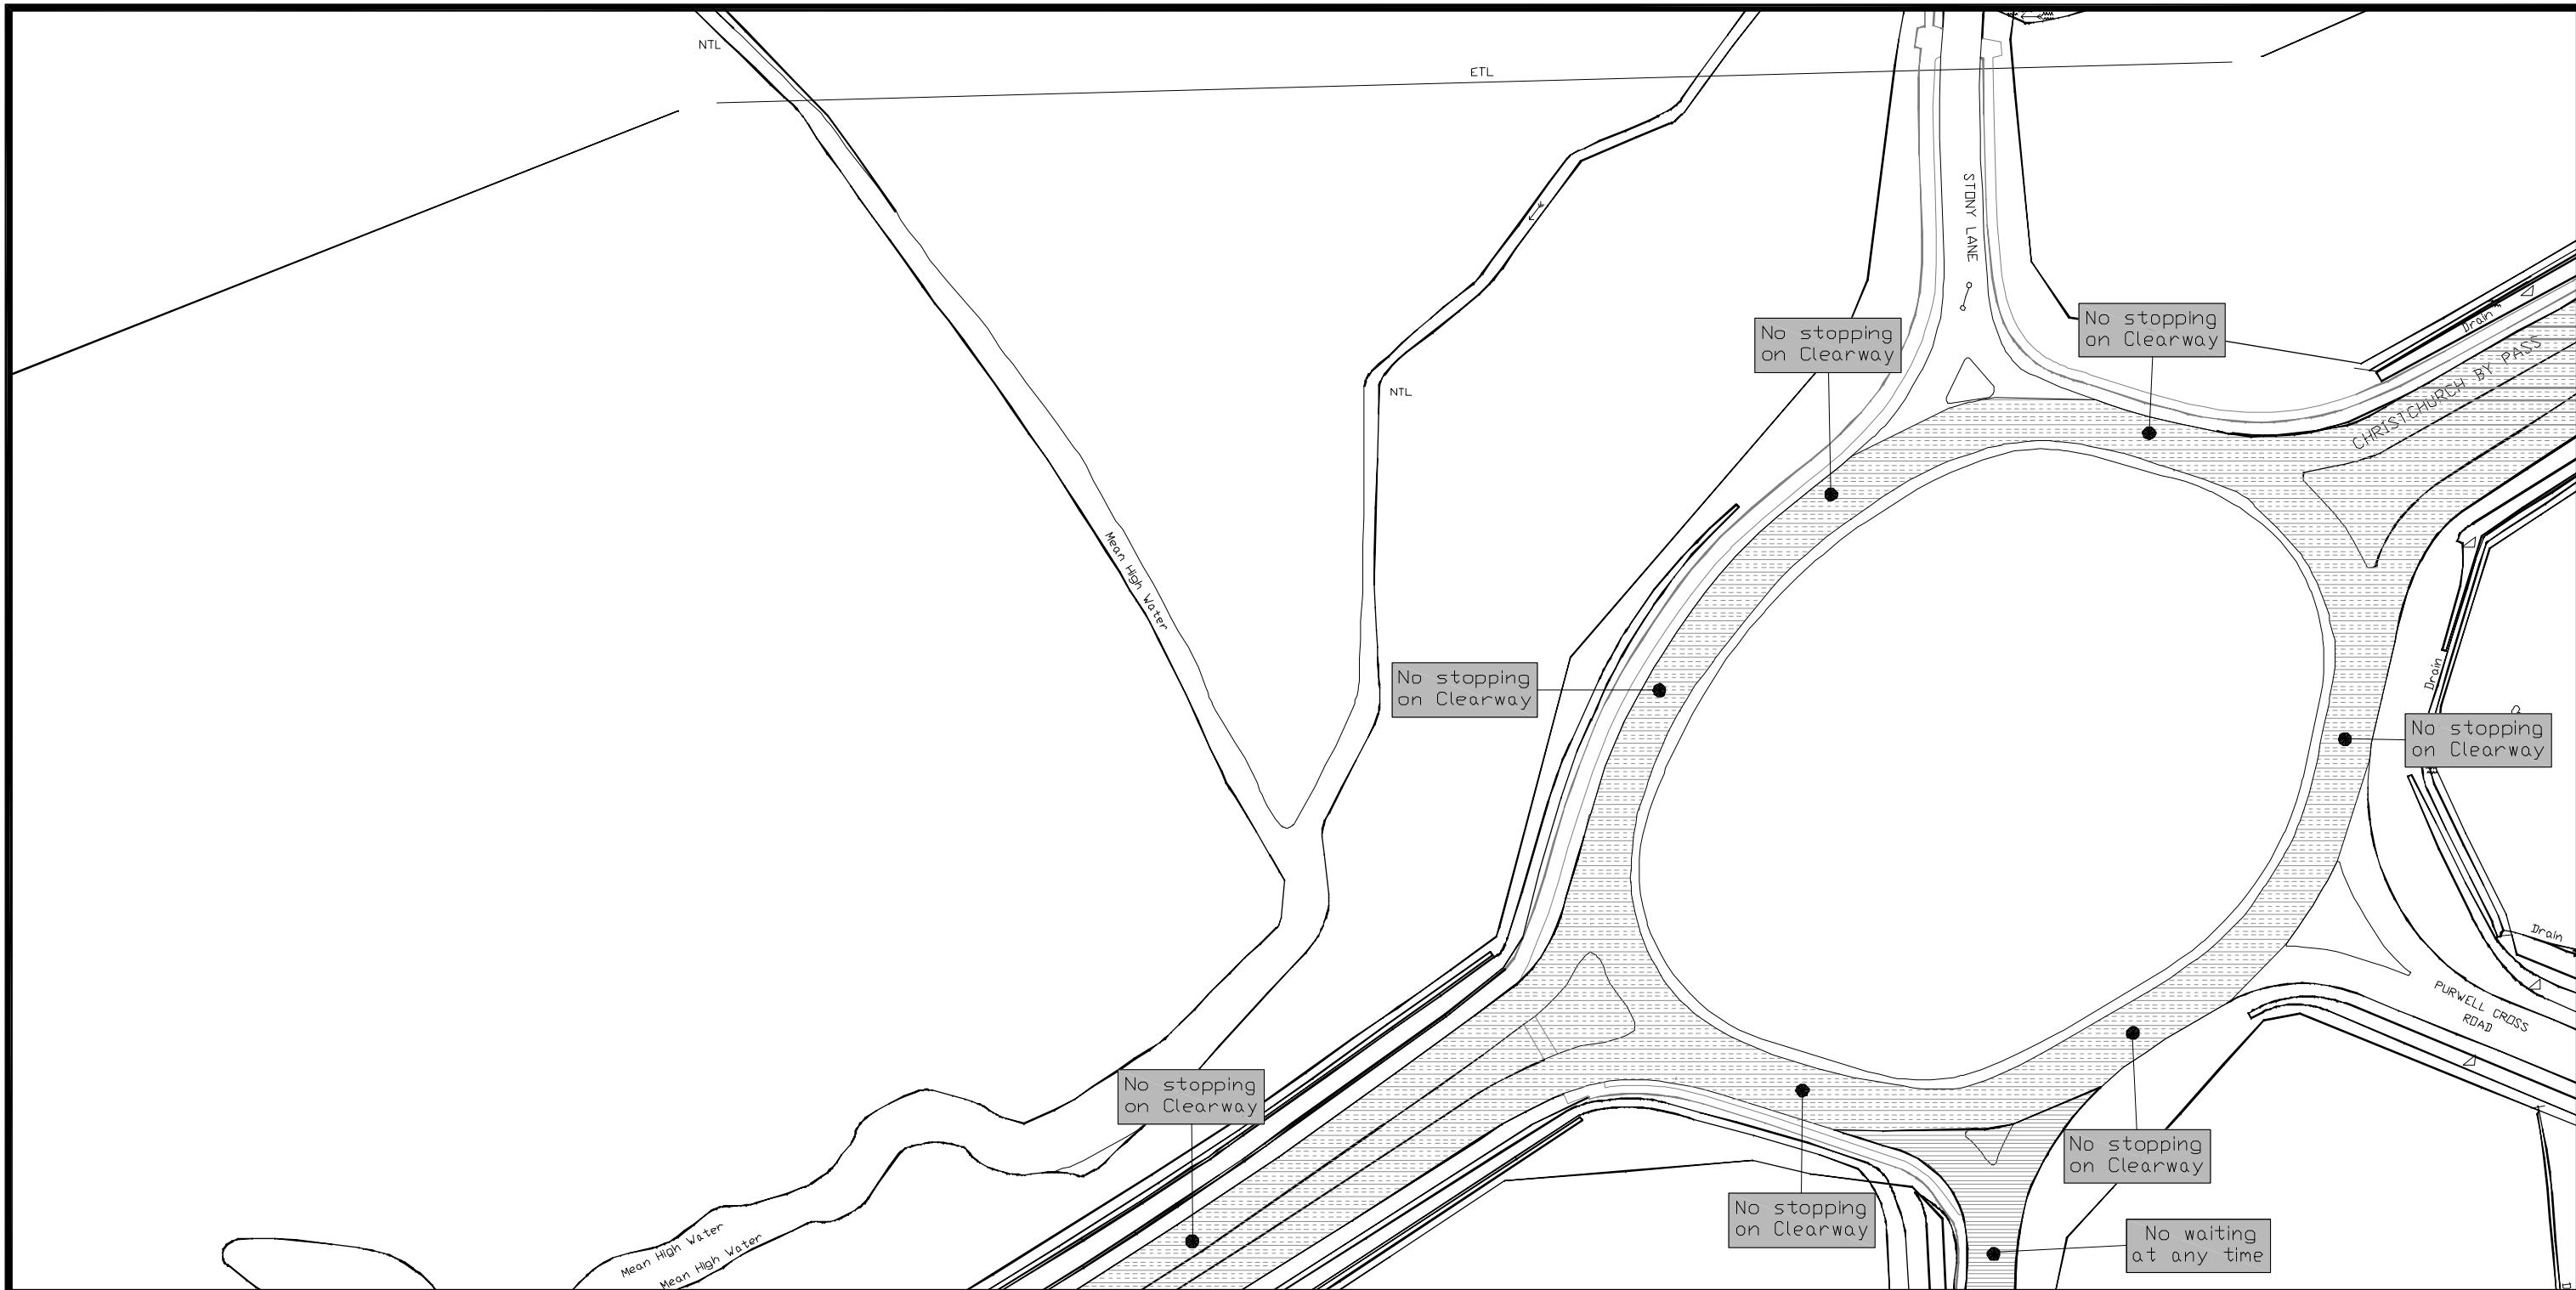 NTL
ETL
STONY LANE
No stopping
on Clearway
No stopping
on Clearway
Drain
CHRISTCHURCH BY PASS
NTL
Mean High Water
No stopping
on Clearway
Drain
No stopping
on Clearway
Drain
PURWELL CROSS
ROAD
No stopping
on Clearway
No stopping
on Clearway
No stopping
on Clearway
No waiting
at any time
Mean High Water
Mean High Water